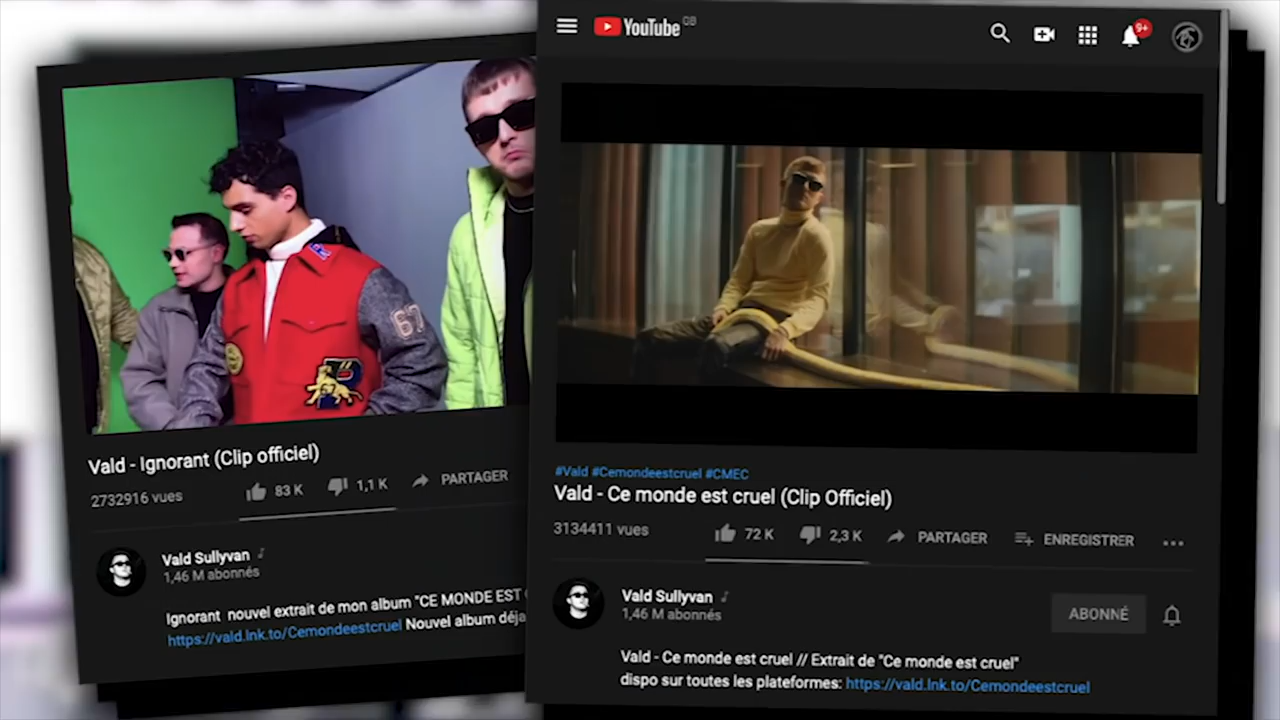 67
P
Vald - Ignorant (Clip officiel)
2732916 vues
83 K
1,1 K
PARTAGER
Vald Sullyvan
1,46 M abonnés
Ignorant nouvel extrait de mon album "CE MONDE EST
https://vald.lnk.to/Cemondeestcruel Nouvel album déja
YouTube GB
9+
#Vald #Cemondeestcruel #CMEC
Vald - Ce monde est cruel (Clip Officiel)
3134411 vues
72 K
2,3 K
PARTAGER
ENREGISTRER
Vald Sullyvan
1,46 M abonnés
ABONNÉ
Vald - Ce monde est cruel // Extrait de "Ce monde est cruel"
dispo sur toutes les plateformes: https://vald.lnk.to/Cemondeestcruel